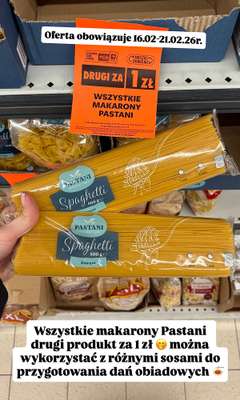 Oferta obowiązuje 16.02-21.02.26r.
DRUGI ZA 1 ZŁ
WSZYSTKIE
MAKARONY
PASTANI
PASTANI
Spaghetti
500 g
PASTANI
Spaghetti
500 g
Wszystkie makarony Pastani
drugi produkt za 1 zł 🤭 można
wykorzystać z różnymi sosami do
przygotowania dań obiadowych 🍝